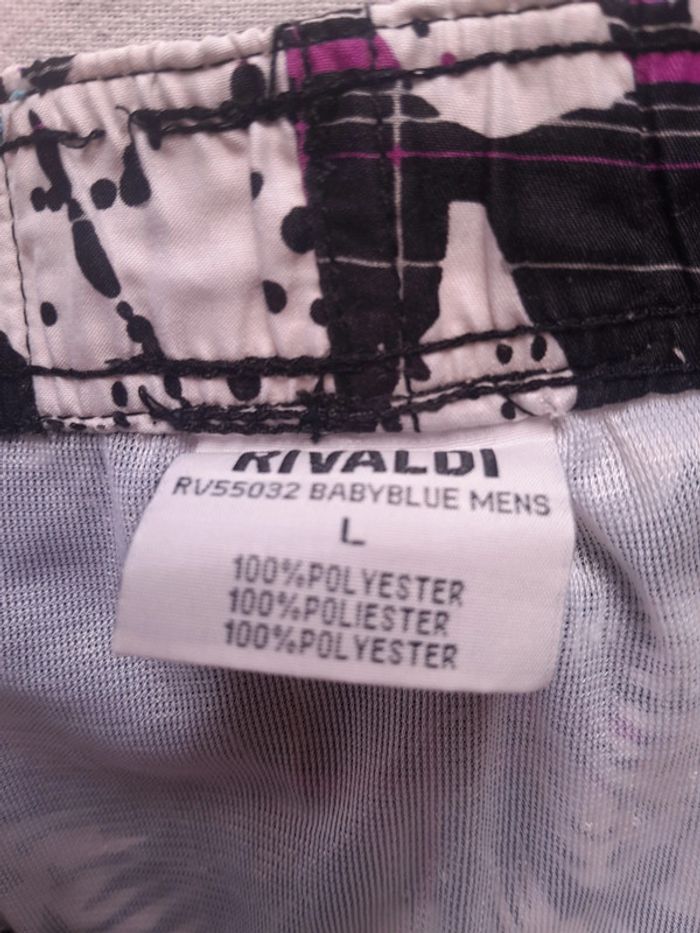 RIVALDI
RV55032 BABYBLUE MENS
L
100%POLYESTER
100%POLIESTER
100%POLYESTER